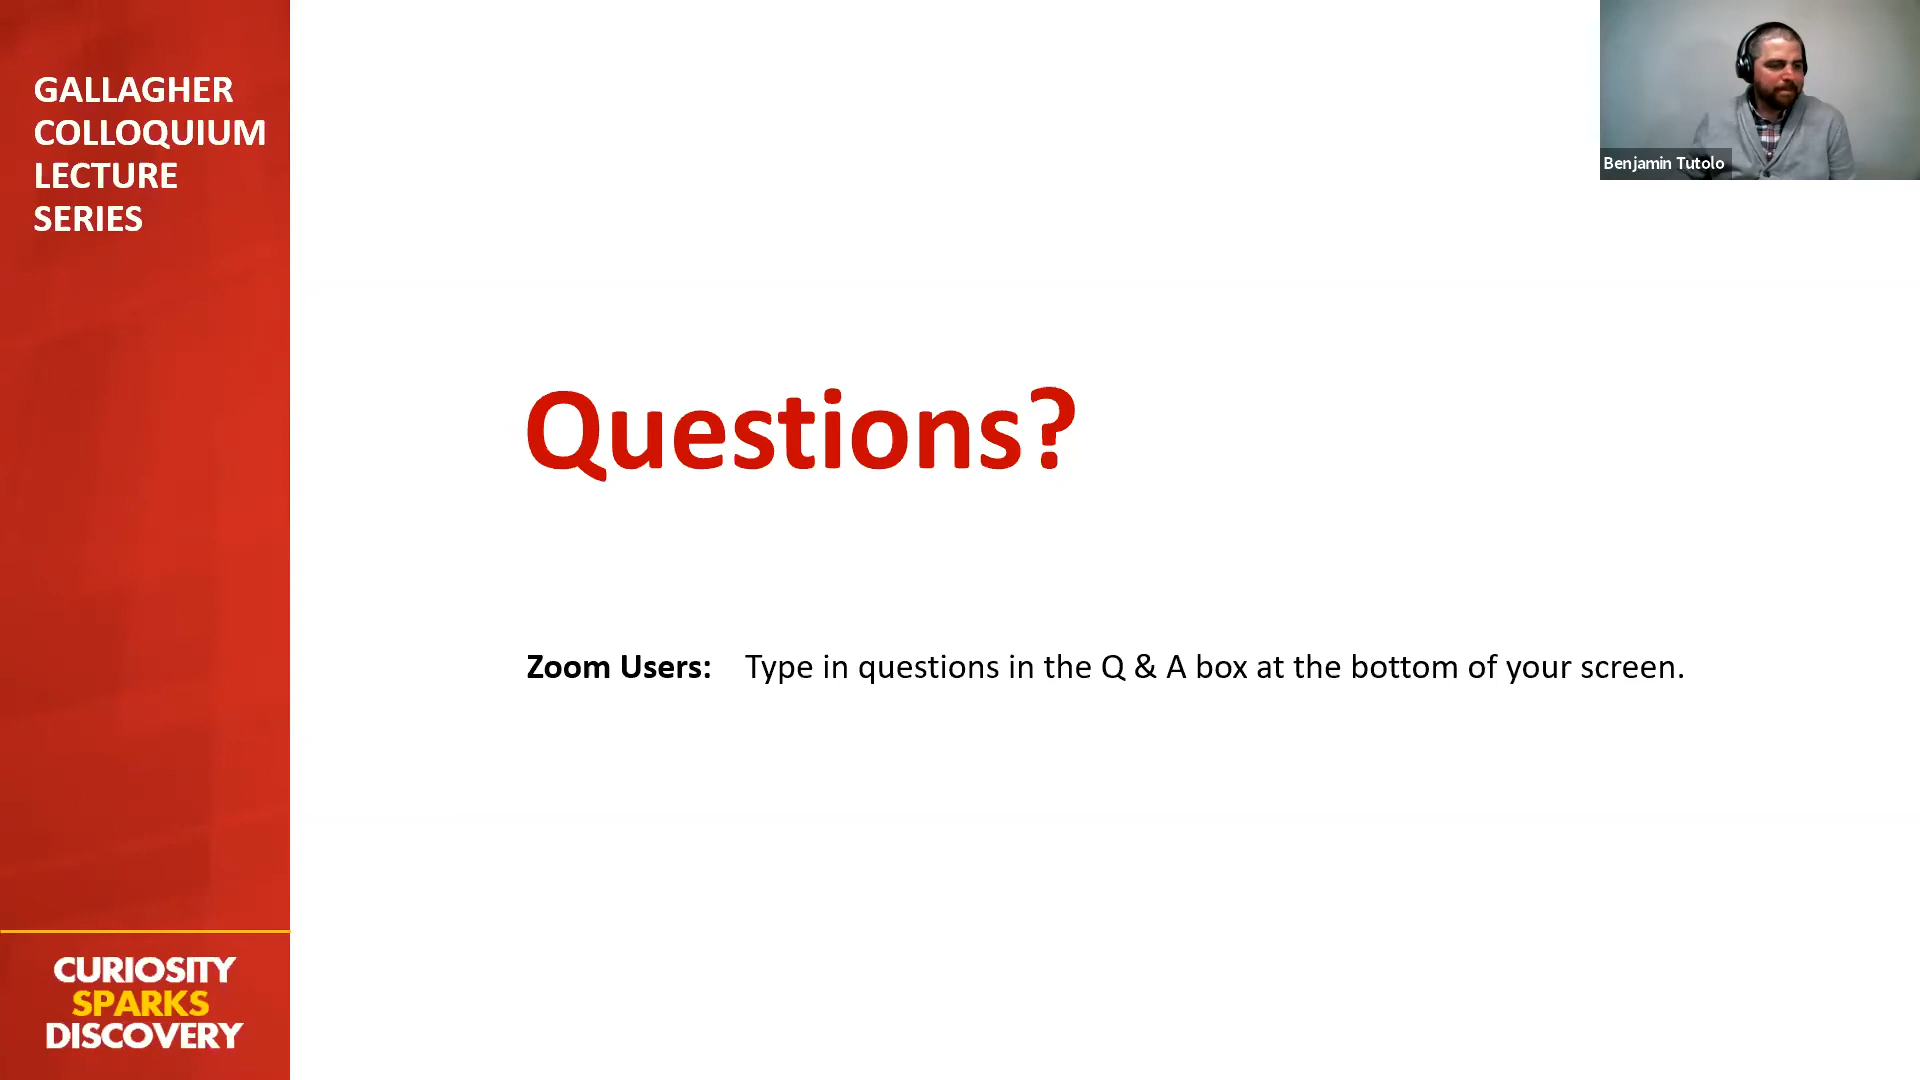 GALLAGHER
COLLOQUIUM
LECTURE
SERIES
Benjamin Tutolo
Questions?
Zoom Users: Type in questions in the Q & A box at the bottom of your screen.
CURIOSITY
SPARKS
DISCOVERY